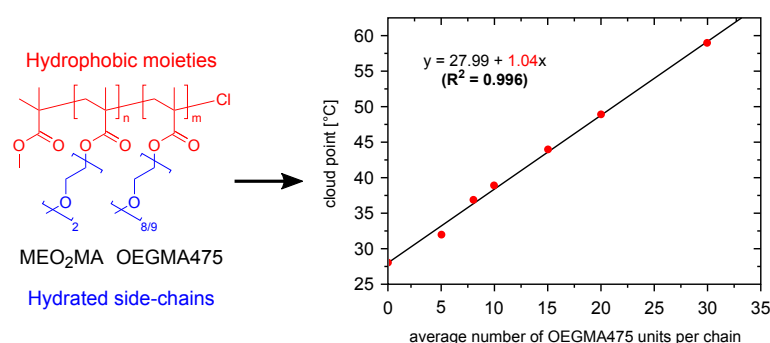 Hydrophobic moieties
Cl
n
m
O
O
O
O
O
O
2
8/9
MEO₂MA OEGMA475
Hydrated side-chains
y = 27.99 + 1.04x
(R² = 0.996)
cloud point [°C]
60
55
50
45
40
35
30
25
0
5
10
15
20
25
30
35
average number of OEGMA475 units per chain